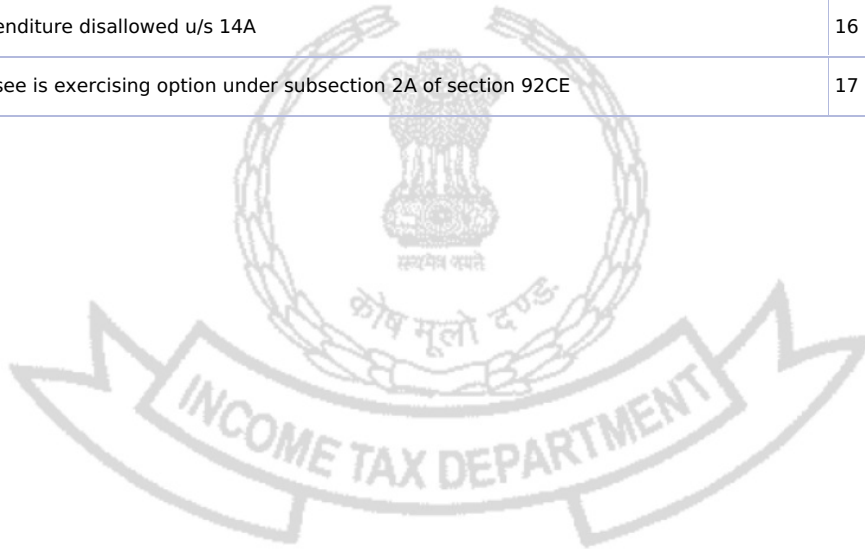 enditure disallowed u/s 14A
16
see is exercising option under subsection 2A of section 92CE
17
सत्यमेव जयते
कोष मूलो दण्डः
INCOME TAX DEPARTMENT